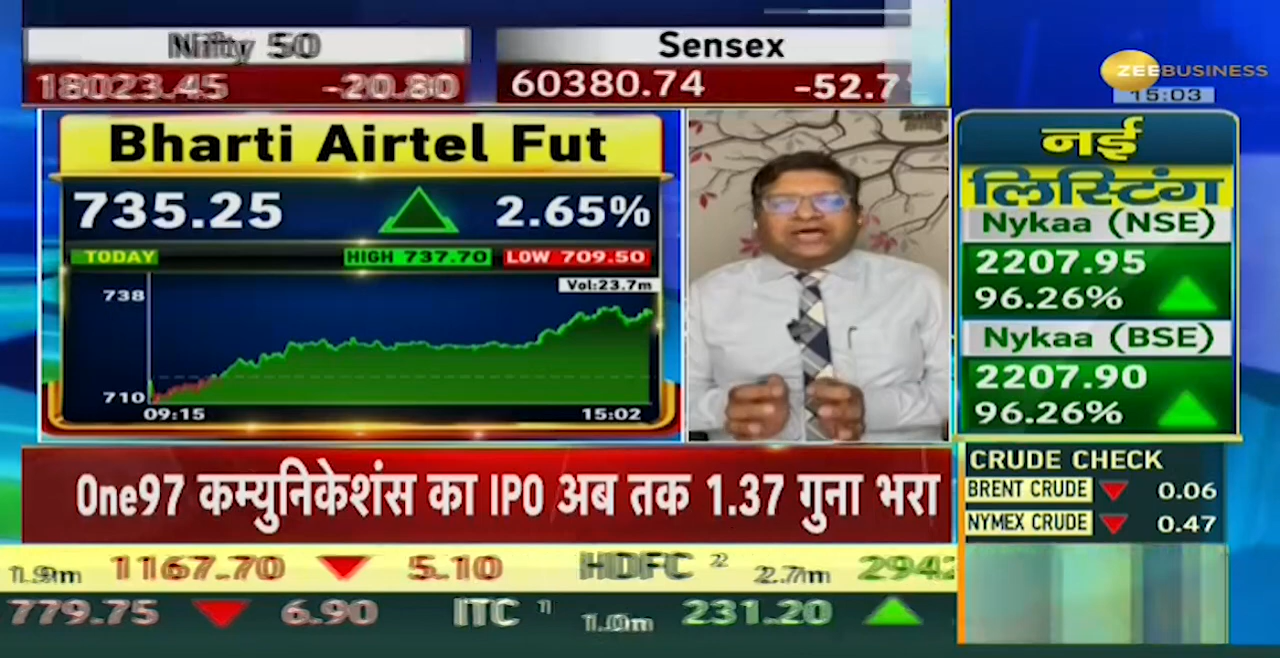 Nifty 50
18023.45 -20.80
Sensex
60380.74 -52.7
ZEEBUSINESS
15:03
Bharti Airtel Fut
735.25 2.65%
TODAY HIGH 737.70 LOW 709.50
Vol:23.7m
738
710
09:15 15:02
नई
लिस्टिंग
Nykaa (NSE)
2207.95
96.26%
Nykaa (BSE)
2207.90
96.26%
CRUDE CHECK
BRENT CRUDE 0.06
NYMEX CRUDE 0.47
One97 कम्युनिकेशंस का IPO अब तक 1.37 गुना भरा
1.9m 1167.70 5.10 HDFC 2 2.7m 2942
779.75 6.90 ITC 1.0m 231.20